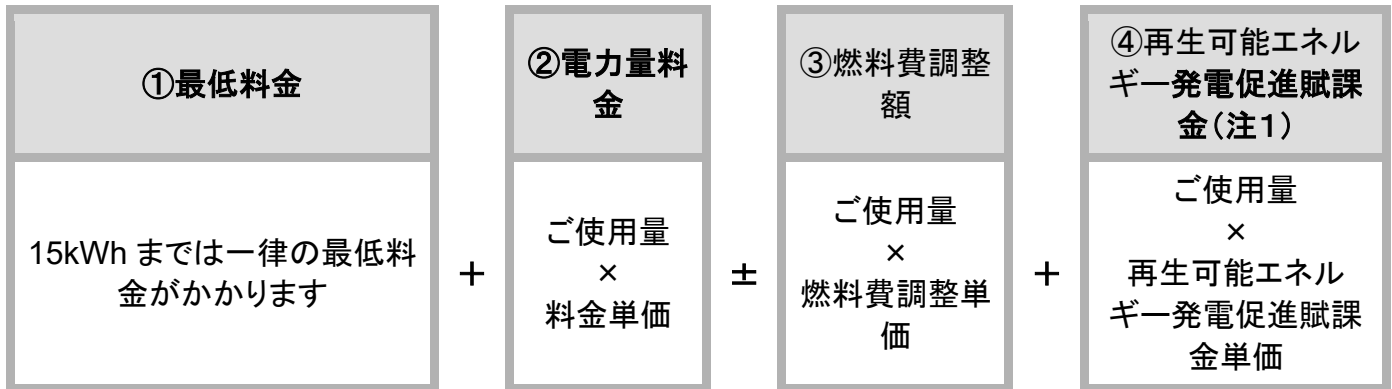 ①最低料金
15kWh までは一律の最低料
金がかかります
＋
②電力量料
金
ご使用量
×
料金単価
±
③燃料費調整
額
ご使用量
×
燃料費調整単
価
＋
④再生可能エネル
ギー発電促進賦課
金（注１）
ご使用量
×
再生可能エネル
ギー発電促進賦課
金単価